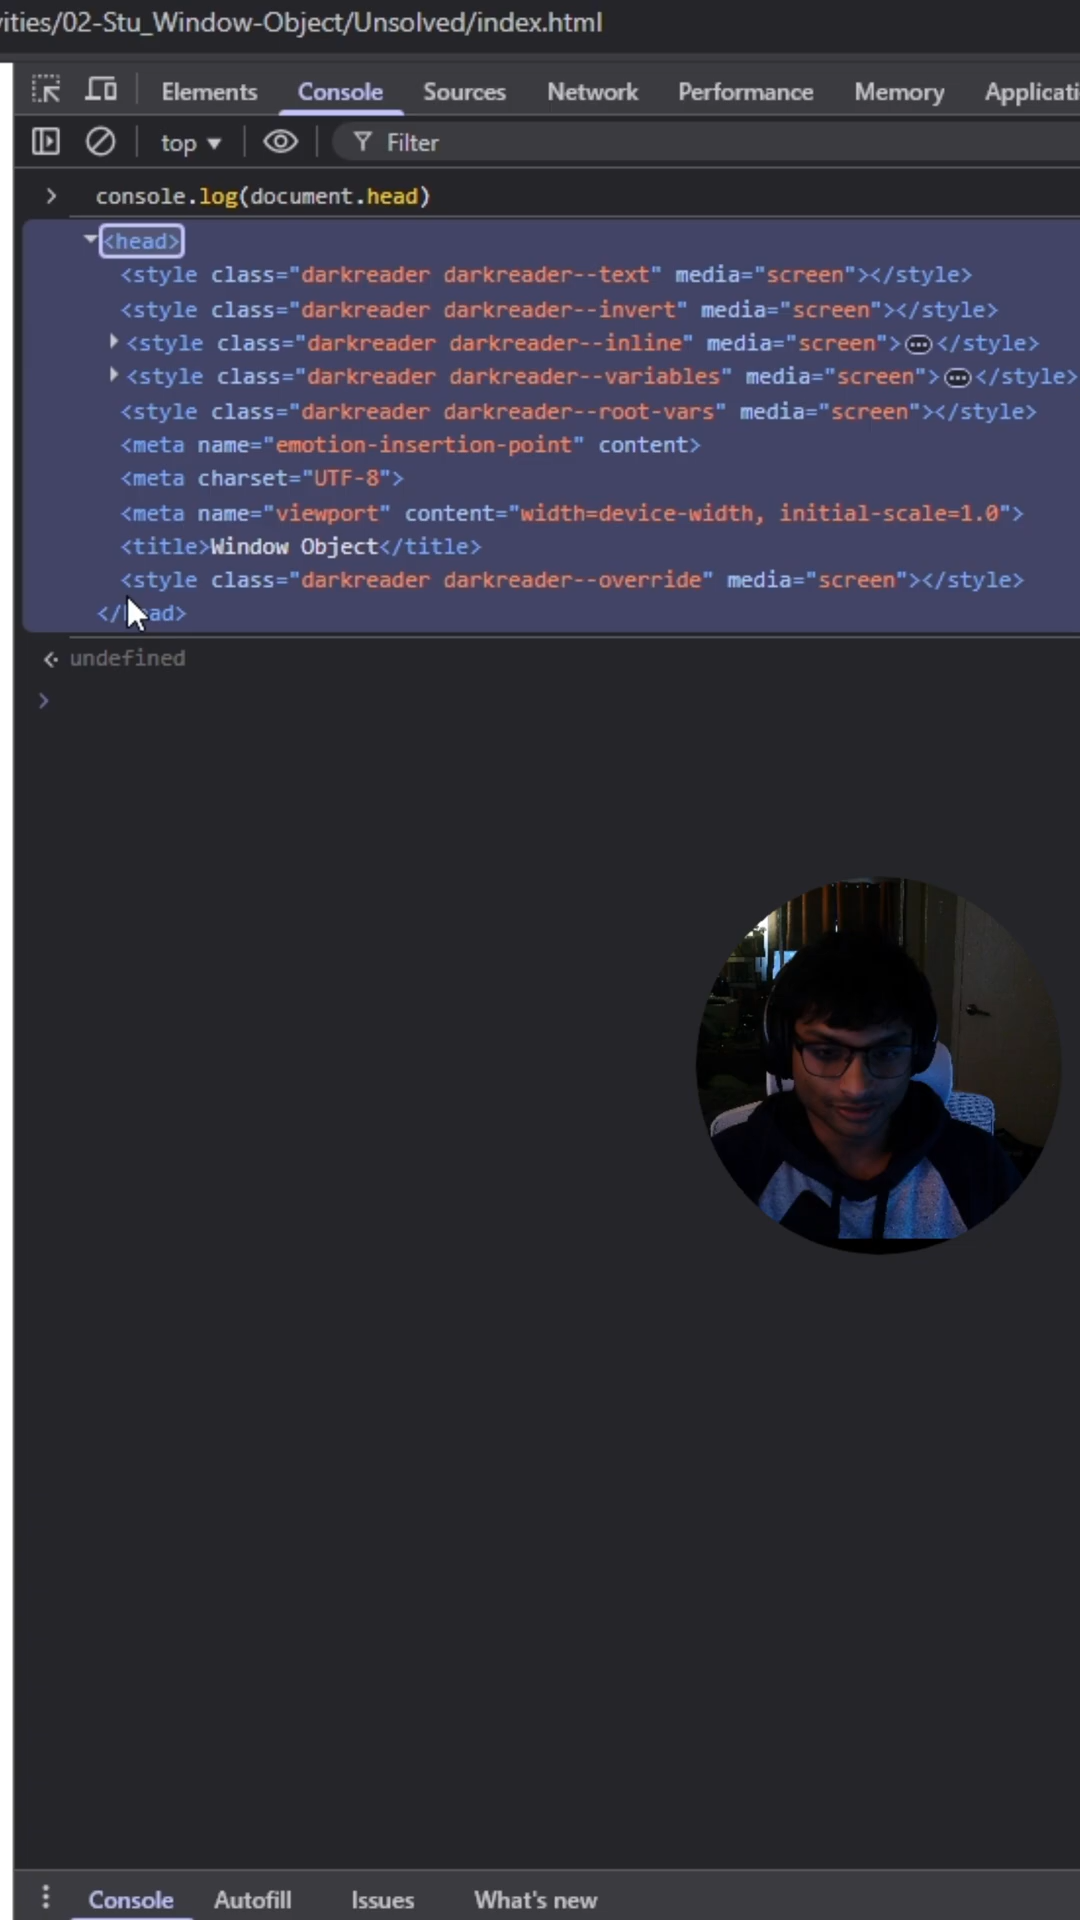 vities/02-Stu_Window-Object/Unsolved/index.html
Elements Console Sources Network Performance Memory Applicati
top Filter
console.log(document.head)
<head>
<style class="darkreader darkreader--text" media="screen"></style>
<style class="darkreader darkreader--invert" media="screen"></style>
<style class="darkreader darkreader--inline" media="screen">…</style>
<style class="darkreader darkreader--variables" media="screen">…</style>
<style class="darkreader darkreader--root-vars" media="screen"></style>
<meta name="emotion-insertion-point" content>
<meta charset="UTF-8">
<meta name="viewport" content="width=device-width, initial-scale=1.0">
<title>Window Object</title>
<style class="darkreader darkreader--override" media="screen"></style>
</head>
undefined
Console Autofill Issues What's new